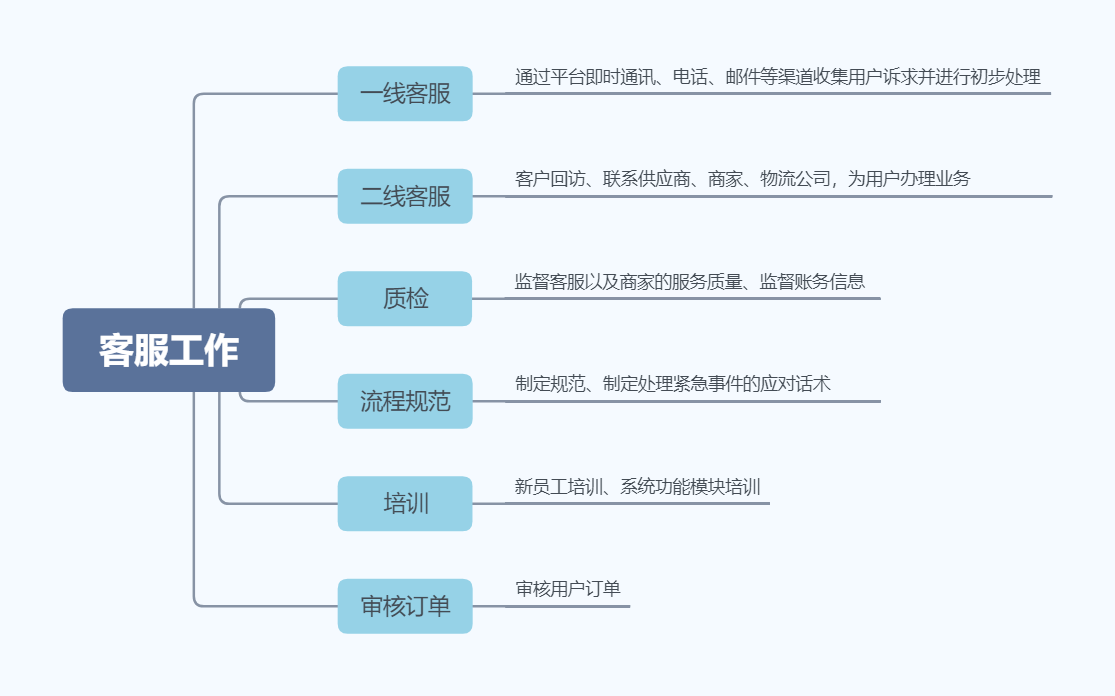 一线客服
通过平台即时通讯、电话、邮件等渠道收集用户诉求并进行初步处理
二线客服
客户回访、联系供应商、商家、物流公司，为用户办理业务
质检
监督客服以及商家的服务质量、监督账务信息
客服工作
流程规范
制定规范、制定处理紧急事件的应对话术
培训
新员工培训、系统功能模块培训
审核订单
审核用户订单